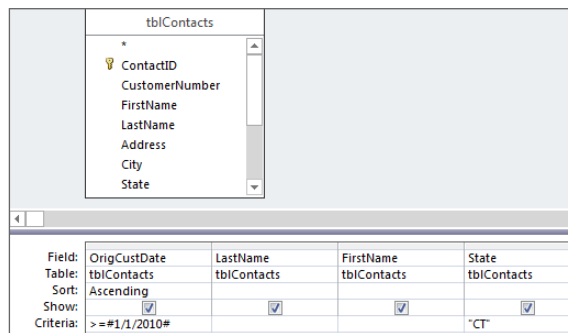 tblContacts
*
ContactID
CustomerNumber
FirstName
LastName
Address
City
State
Field: OrigCustDate LastName FirstName State
Table: tblContacts tblContacts tblContacts tblContacts
Sort: Ascending
Show:
Criteria: >=#1/1/2010# "CT"